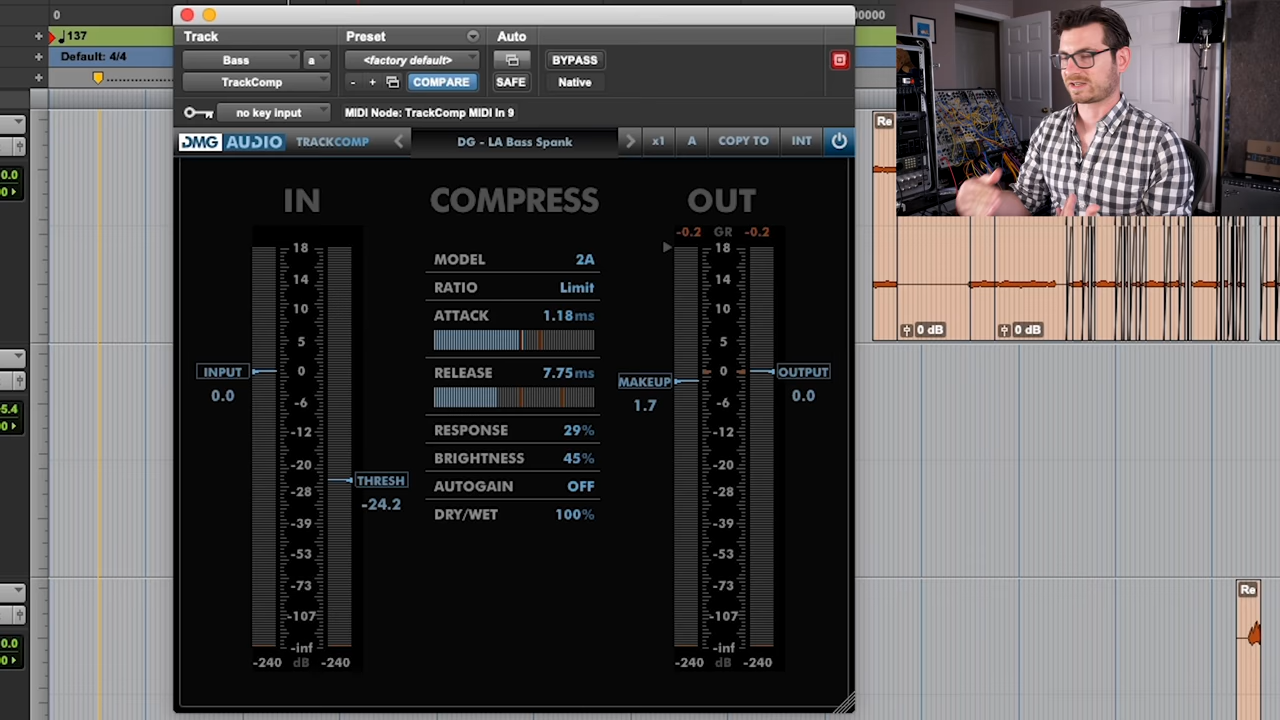 0
0000
♩137
Default: 4/4
Track
Preset
Auto
Bass
a
<factory default>
BYPASS
TrackComp
-
COMPARE
SAFE
Native
no key input
MIDI Node: TrackComp MIDI In 9
DMG AUDIO TRACKCOMP
DG - LA Bass Spank
x1
A
COPY TO
INT
IN
COMPRESS
OUT
-0.2 GR -0.2
18
14
10
5
0
-6
-12
-20
-28
-39
-53
-73
-107
-inf
-240 dB -240
INPUT
0.0
THRESH
-24.2
MODEL 2A
RATIO Limit
ATTACK 1.18ms
RELEASE 7.75ms
RESPONSE 29%
BRIGHTNESS 45%
AUTOGAIN OFF
DRY/WET 100%
MAKEUP
1.7
18
14
10
5
0
-6
-12
-20
-28
-39
-53
-73
-107
-inf
-240 dB -240
OUTPUT
0.0
Re
0 dB
0 dB
Re